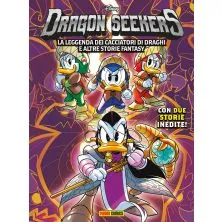 Disney
DRAGON SEEKERS
LA LEGGENDA DEI CACCIATORI DI DRAGHI
E ALTRE STORIE FANTASY
CON DUE
STORIE
INEDITE!
PANINI COMICS